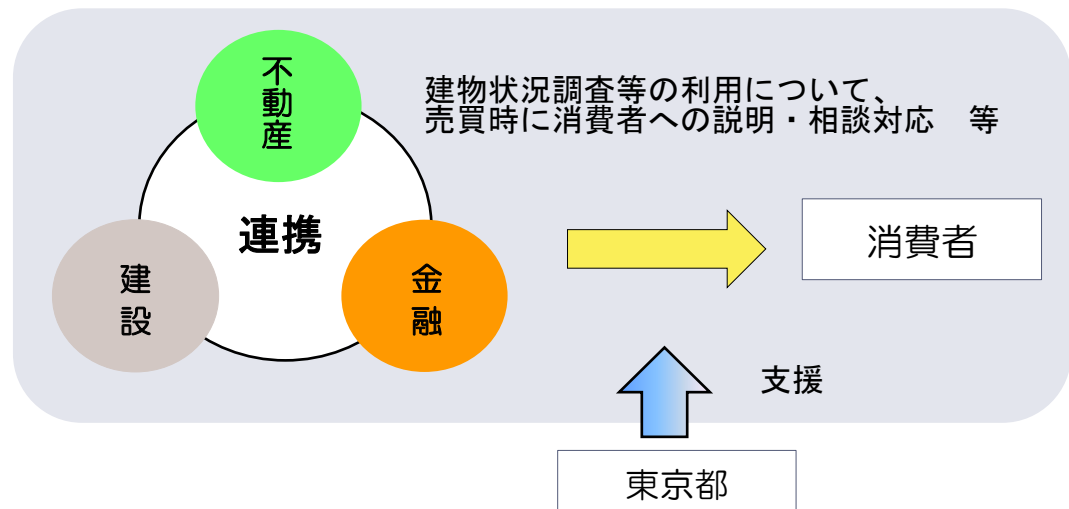 不動産
建物状況調査等の利用について、
売買時に消費者への説明・相談対応　等
連携
消費者
建設
金融
支援
東京都